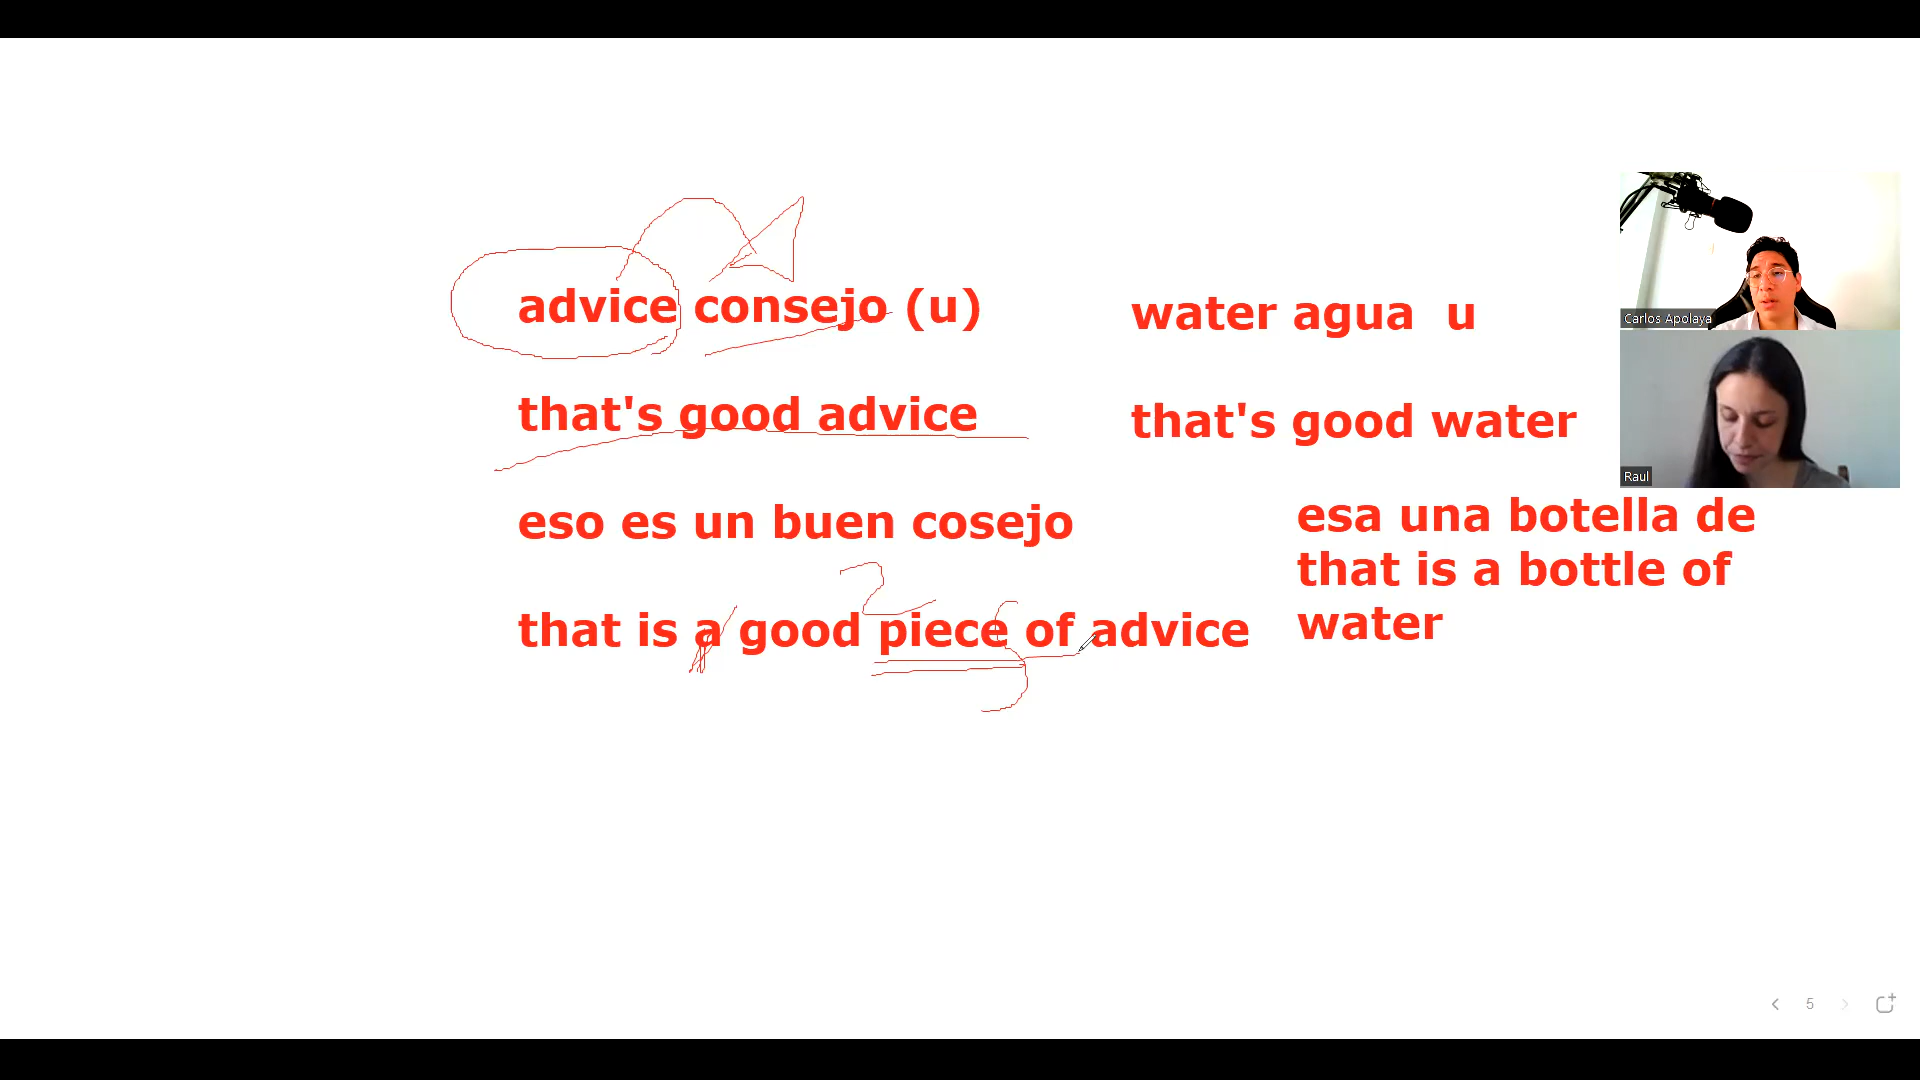 advice consejo (u)
that's good advice
eso es un buen cosejo
2
that is a good piece of advice
s
water agua u
that's good water
esa una botella de
that is a bottle of
water
Carlos Apolaya
Raul
5